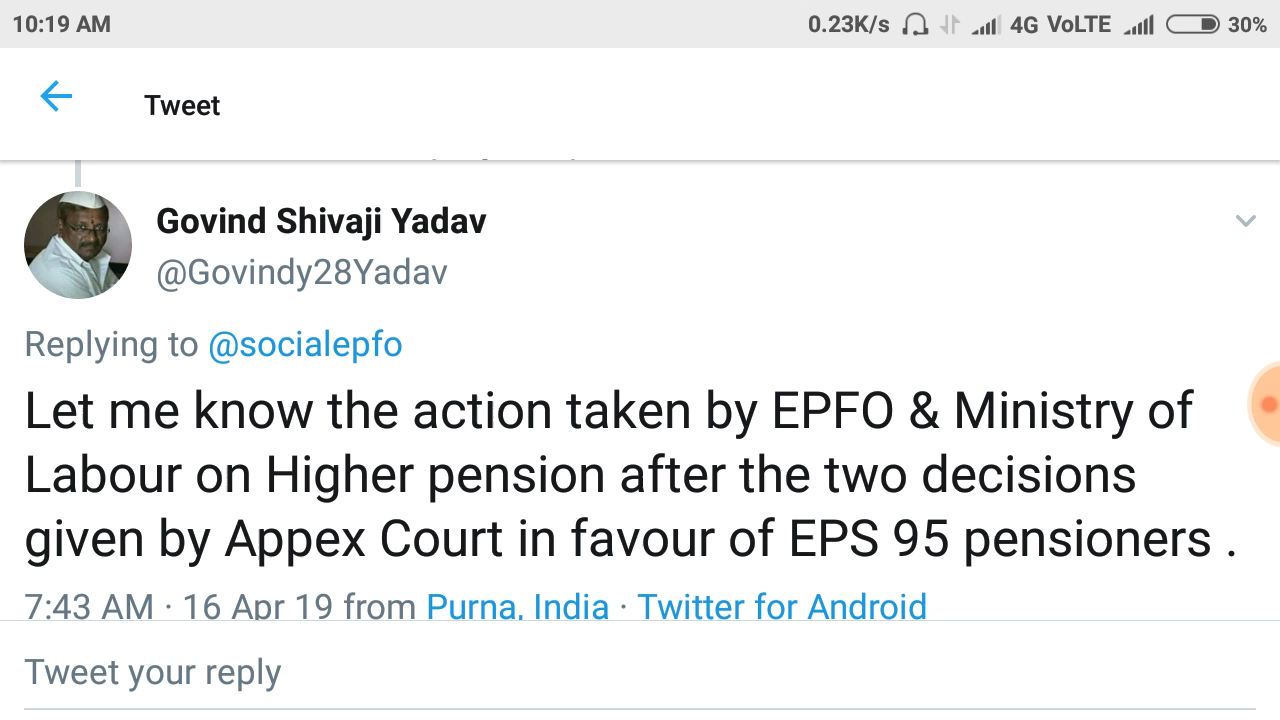 10:19 AM 0.23K/s 4G VoLTE 30%
Tweet
Govind Shivaji Yadav
@Govindy28Yadav
Replying to @socialepfo
Let me know the action taken by EPFO & Ministry of
Labour on Higher pension after the two decisions
given by Appex Court in favour of EPS 95 pensioners .
7:43 AM · 16 Apr 19 from Purna, India · Twitter for Android
Tweet your reply